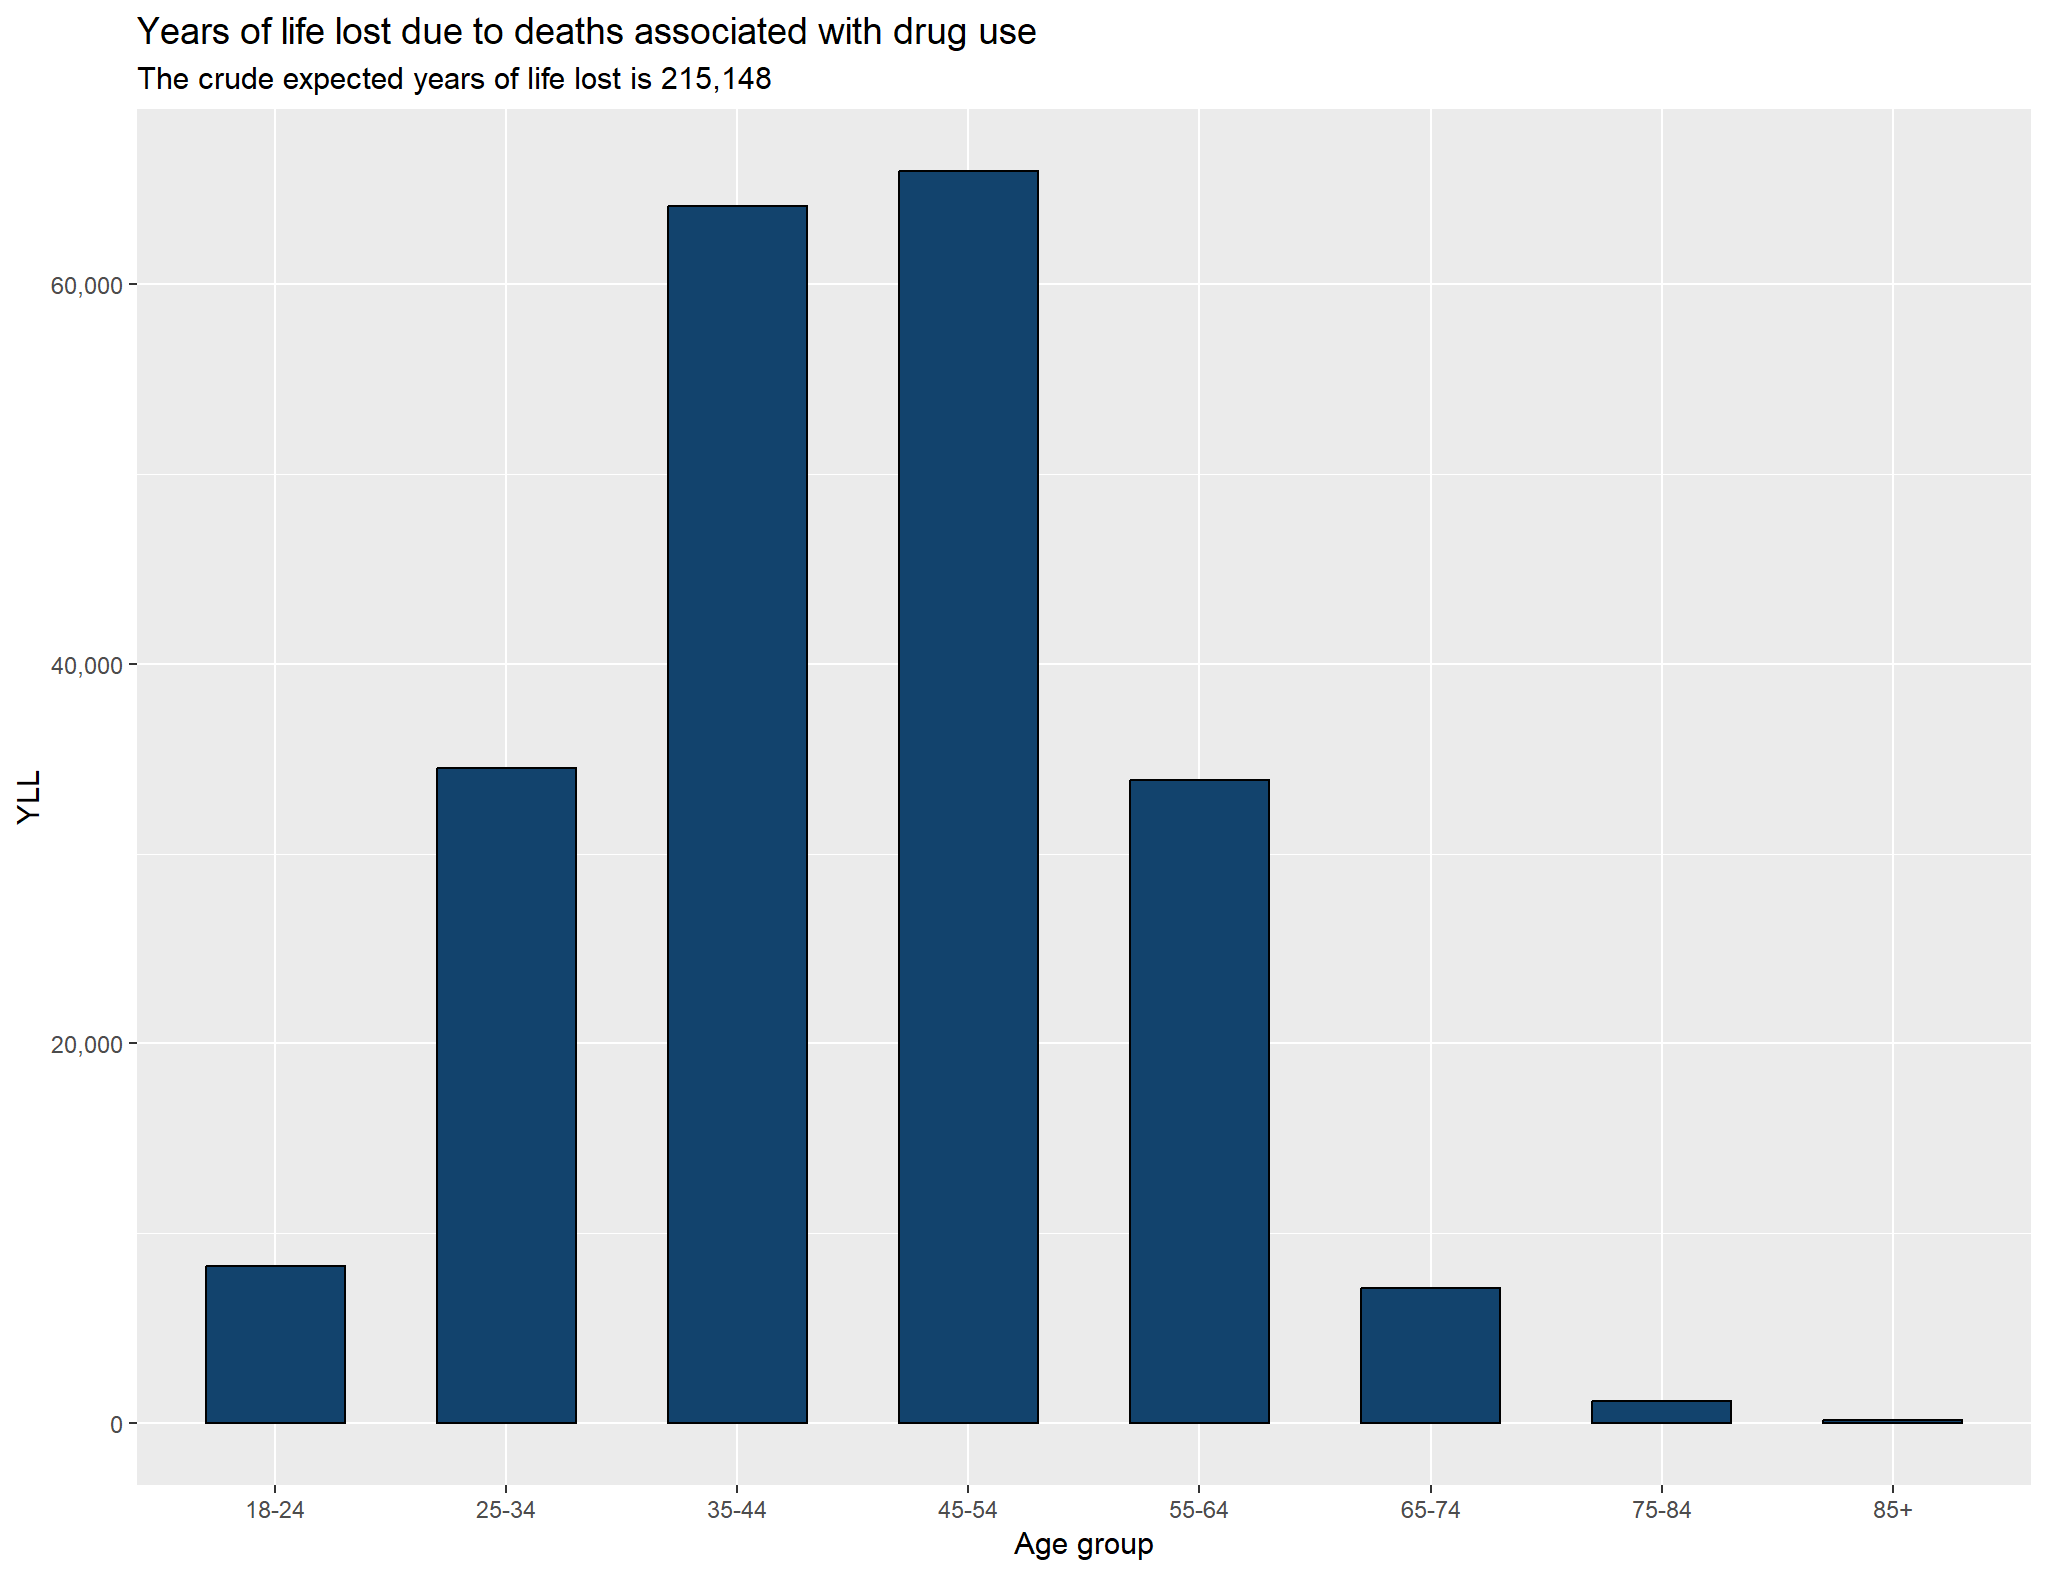 Years of life lost due to deaths associated with drug use
The crude expected years of life lost is 215,148
60,000
40,000
20,000
0
YLL
18-24 25-34 35-44 45-54 55-64 65-74 75-84 85+
Age group